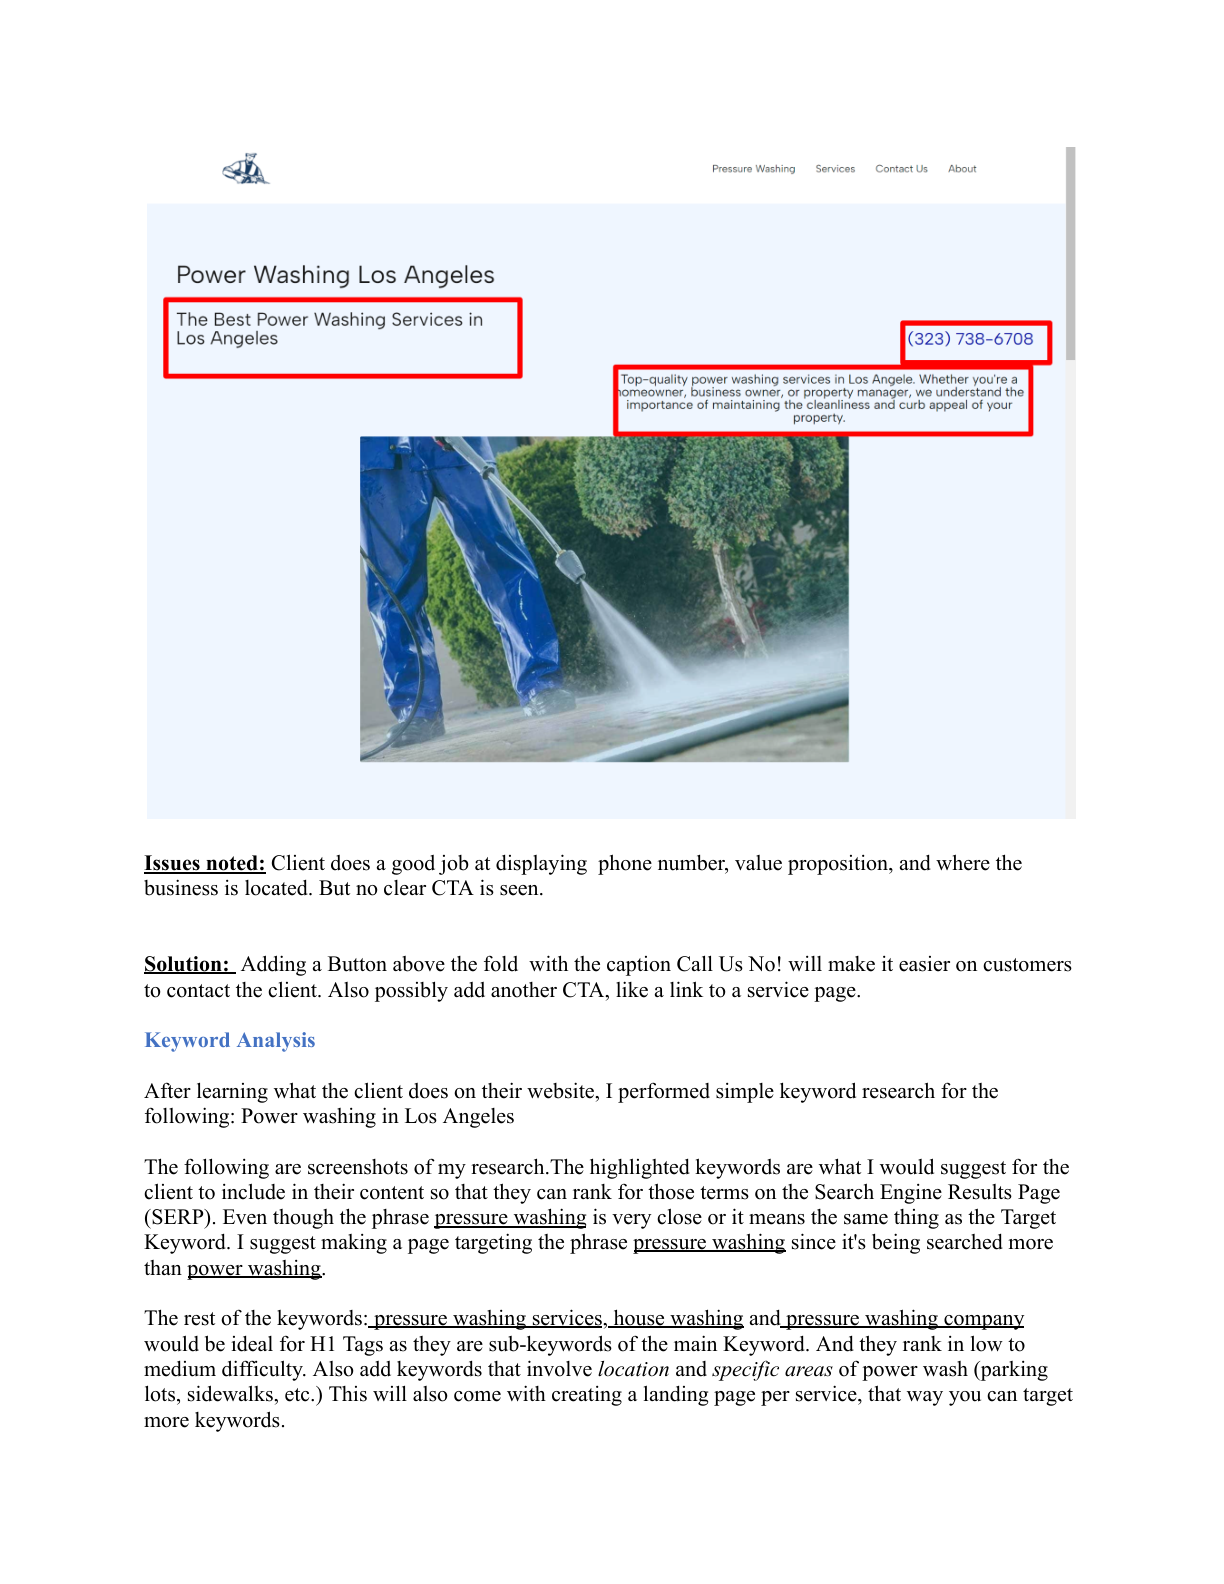 Pressure Washing Services Contact Us About
Power Washing Los Angeles
The Best Power Washing Services in
Los Angeles
(323) 738-6708
Top-quality power washing services in Los Angele. Whether you're a
homeowner, business owner, or property manager, we understand the
importance of maintaining the cleanliness and curb appeal of your
property.
Issues noted: Client does a good job at displaying  phone number, value proposition, and where the
business is located. But no clear CTA is seen.
Solution:  Adding a Button above the fold  with the caption Call Us No! will make it easier on customers
to contact the client. Also possibly add another CTA, like a link to a service page.
Keyword Analysis
After learning what the client does on their website, I performed simple keyword research for the
following: Power washing in Los Angeles
The following are screenshots of my research.The highlighted keywords are what I would suggest for the
client to include in their content so that they can rank for those terms on the Search Engine Results Page
(SERP). Even though the phrase pressure washing is very close or it means the same thing as the Target
Keyword. I suggest making a page targeting the phrase pressure washing since it's being searched more
than power washing.
The rest of the keywords: pressure washing services, house washing and pressure washing company
would be ideal for H1 Tags as they are sub-keywords of the main Keyword. And they rank in low to
medium difficulty. Also add keywords that involve location and specific areas of power wash (parking
lots, sidewalks, etc.) This will also come with creating a landing page per service, that way you can target
more keywords.